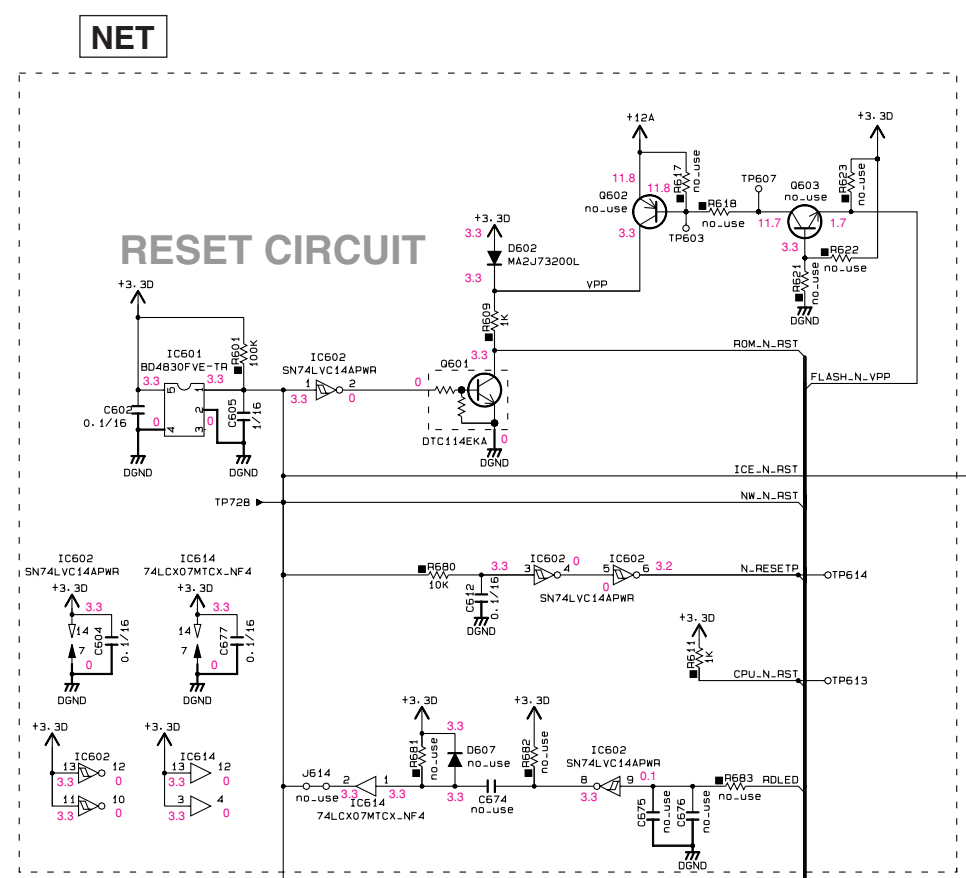 NET
RESET CIRCUIT
+12A
+3.3D
R617
no_use
11.8
11.8
Q602
no_use
3.3
TP603
R618
no_use
TP607
11.7
Q603
no_use
1.7
3.3
R623
no_use
R622
no_use
R621
no_use
DGND
+3.3D
3.3
D602
MA2J73200L
3.3
VPP
R609
1K
3.3
ROM_N_RST
FLASH_N_VPP
+3.3D
IC601
BD4830FVE-TR
R601
100K
3.3
5
1
3.3
2
4
3
0
0
C602
0.1/16
C605
1/16
DGND
DGND
IC602
SN74LVC14APWR
1
2
3.3
0
0
Q601
DTC114EKA
0
DGND
ICE_N_RST
TP728
NW_N_RST
IC602
SN74LVC14APWR
+3.3D
3.3
14
7
0
C604
0.1/16
DGND
IC614
74LCX07MTCX_NF4
+3.3D
3.3
14
7
0
C677
0.1/16
DGND
R680
10K
3.3
C612
0.1/16
DGND
IC602
3
4
0
IC602
5
6
0
3.2
SN74LVC14APWR
N_RESETP
TP614
+3.3D
R611
1K
CPU_N_RST
TP613
+3.3D
IC602
13
12
3.3
0
11
10
3.3
0
+3.3D
IC614
13
12
3.3
0
3
4
3.3
0
J614
no_use
2
1
3.3
3.3
IC614
74LCX07MTCX_NF4
+3.3D
R681
no_use
3.3
D607
no_use
3.3
C674
no_use
+3.3D
R682
no_use
IC602
SN74LVC14APWR
8
9
3.3
0.1
C675
no_use
C676
no_use
R683
no_use
RDLED
DGND